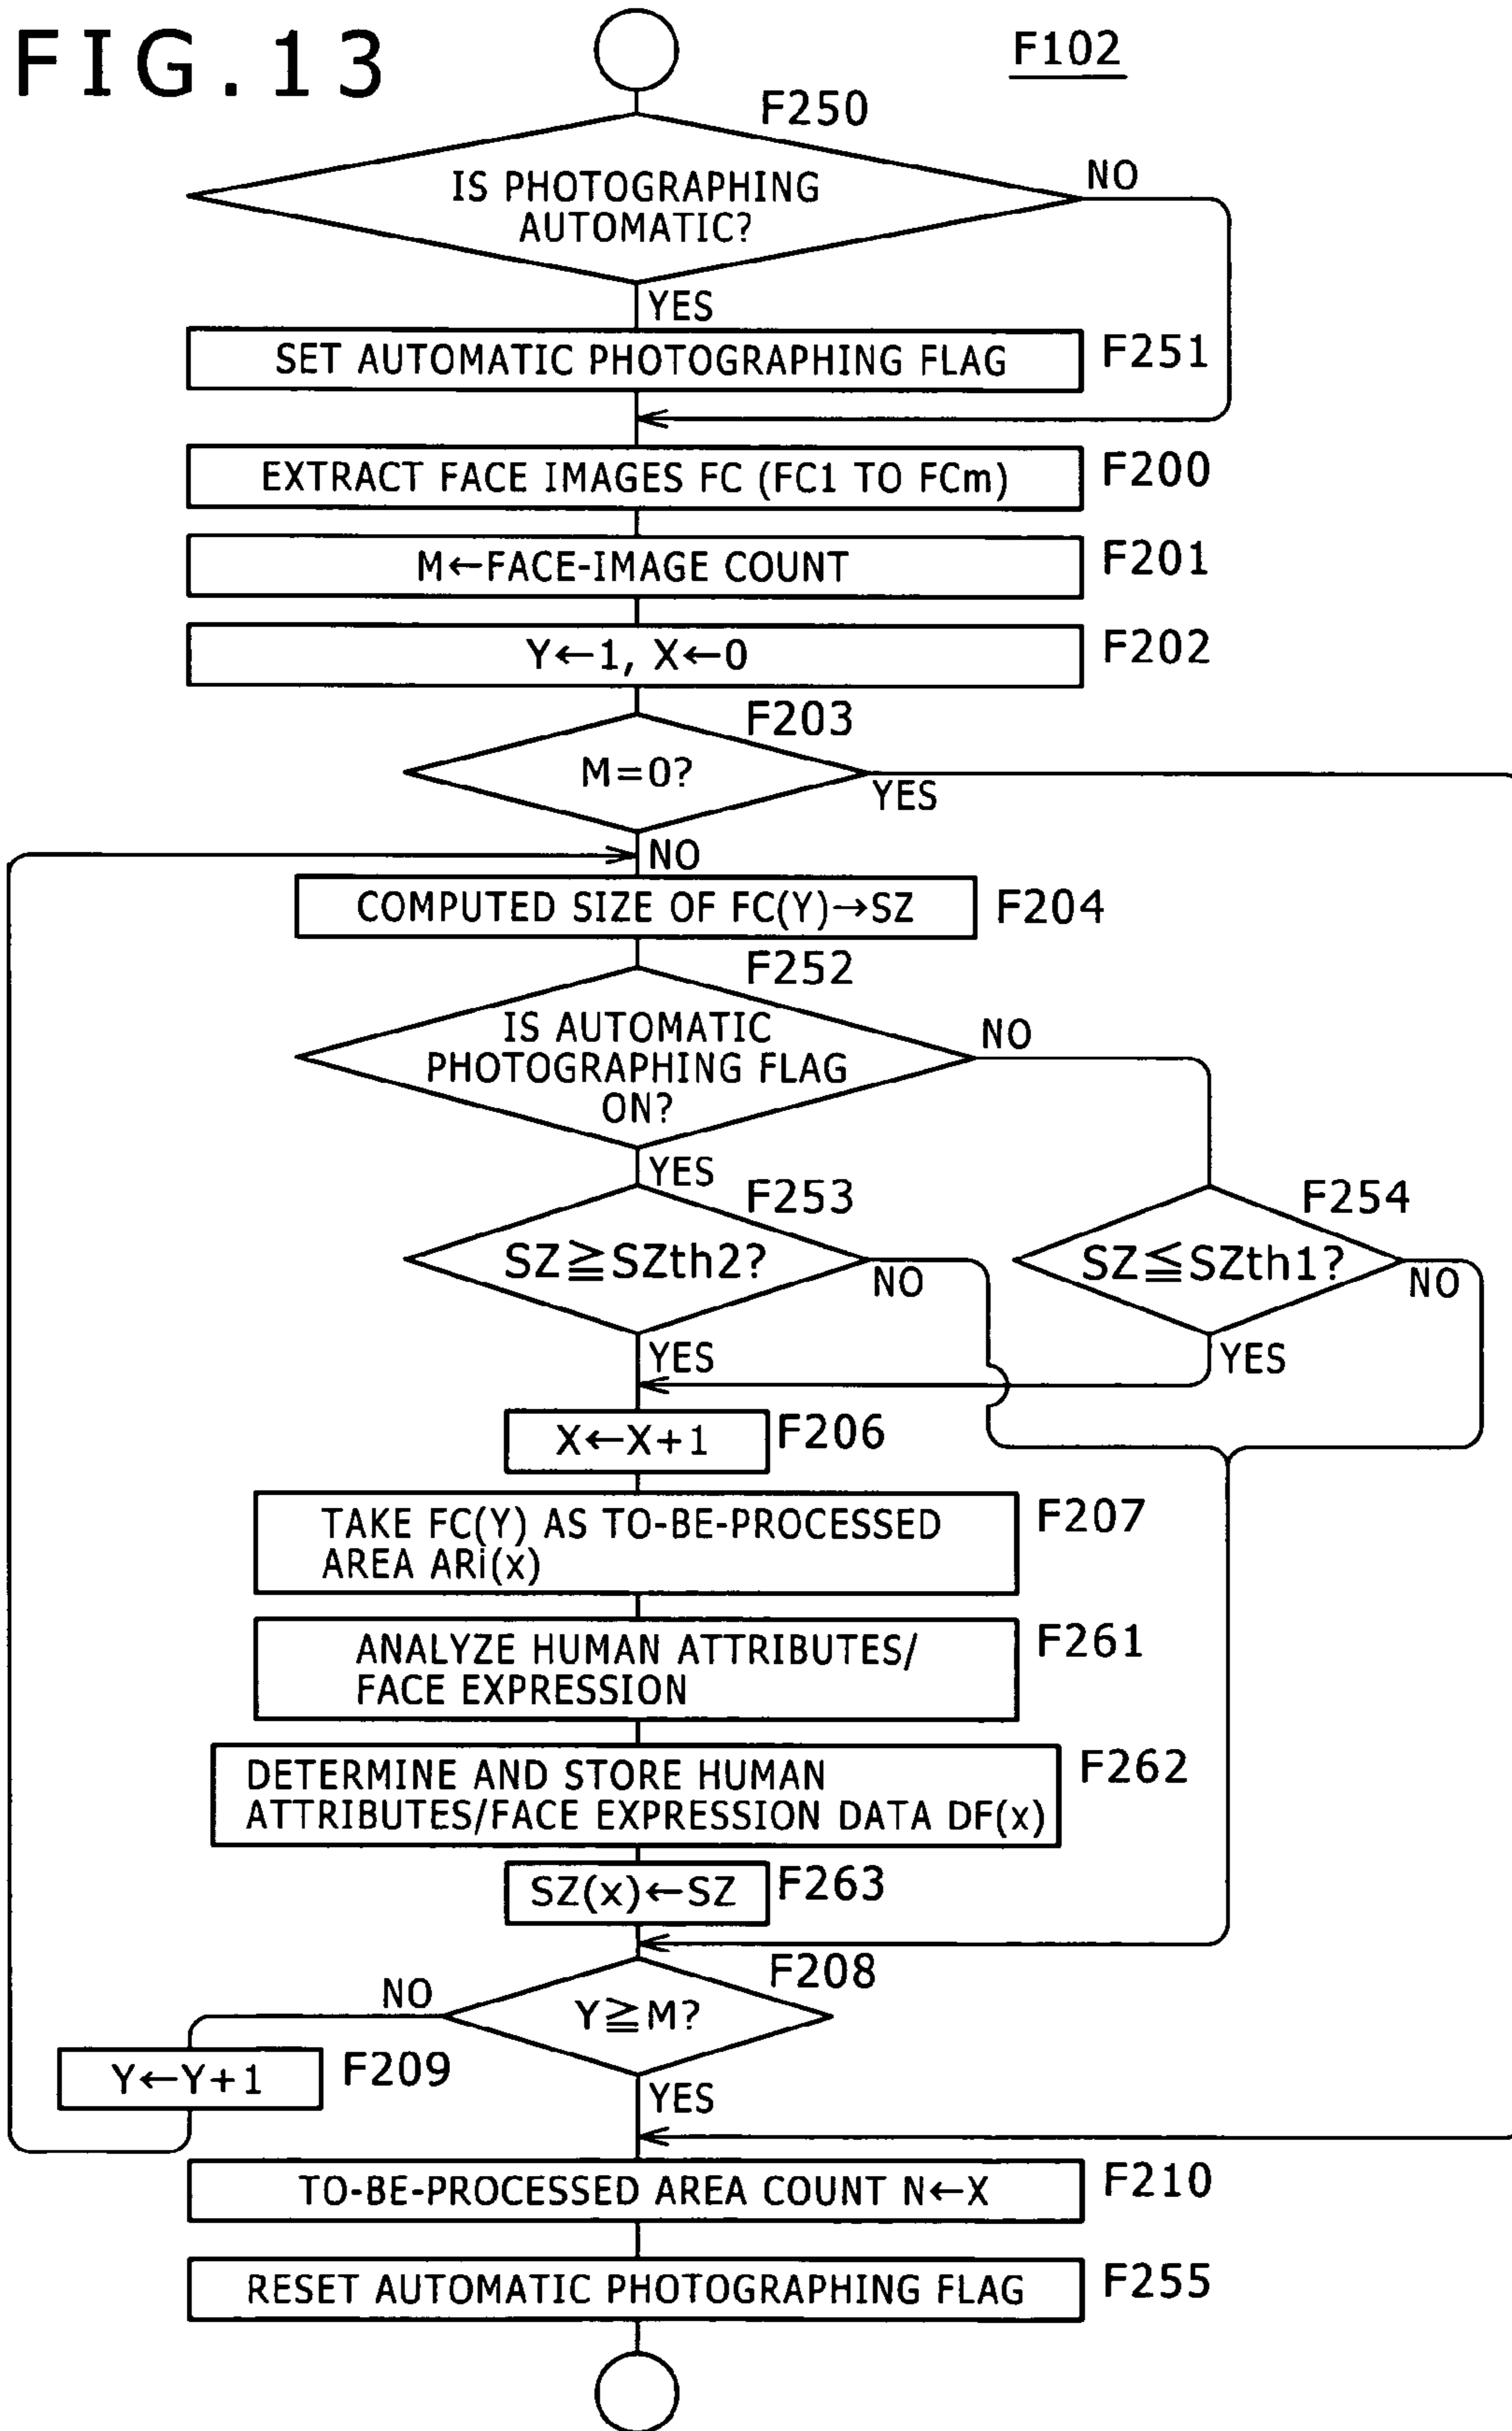 FIG.13
F102
F250
IS PHOTOGRAPHING
AUTOMATIC?
NO
YES
SET AUTOMATIC PHOTOGRAPHING FLAG
F251
EXTRACT FACE IMAGES FC (FC1 TO FCm)
F200
M←FACE-IMAGE COUNT
F201
Y←1, X←0
F202
F203
M=0?
YES
NO
COMPUTED SIZE OF FC(Y)→SZ
F204
F252
IS AUTOMATIC
PHOTOGRAPHING FLAG
ON?
NO
YES
F253
SZ≧SZth2?
NO
YES
F254
SZ≦SZth1?
NO
YES
X←X+1
F206
TAKE FC(Y) AS TO-BE-PROCESSED
AREA ARi(x)
F207
ANALYZE HUMAN ATTRIBUTES/
FACE EXPRESSION
F261
DETERMINE AND STORE HUMAN
ATTRIBUTES/FACE EXPRESSION DATA DF(x)
F262
SZ(x)←SZ
F263
F208
Y≧M?
NO
Y←Y+1
F209
YES
TO-BE-PROCESSED AREA COUNT N←X
F210
RESET AUTOMATIC PHOTOGRAPHING FLAG
F255